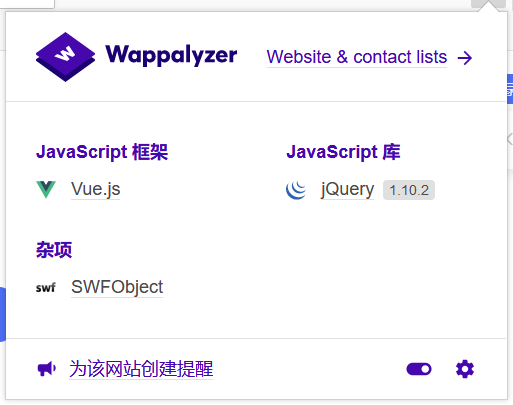 Wappalyzer
Website & contact lists
JavaScript 框架
JavaScript 库
Vue.js
jQuery 1.10.2
杂项
swf SWFObject
为该网站创建提醒